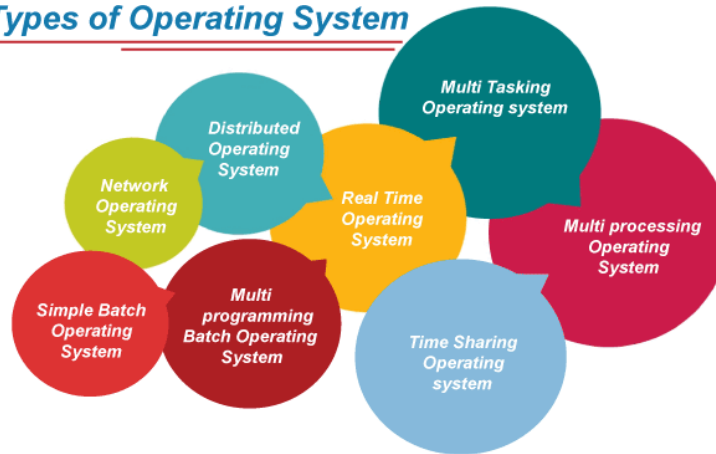 Types of Operating System
Multi Tasking
Operating system
Distributed
Operating
System
Network
Operating
System
Real Time
Operating
System
Multi processing
Operating
System
Simple Batch
Operating
System
Multi
programming
Batch Operating
System
Time Sharing
Operating
system